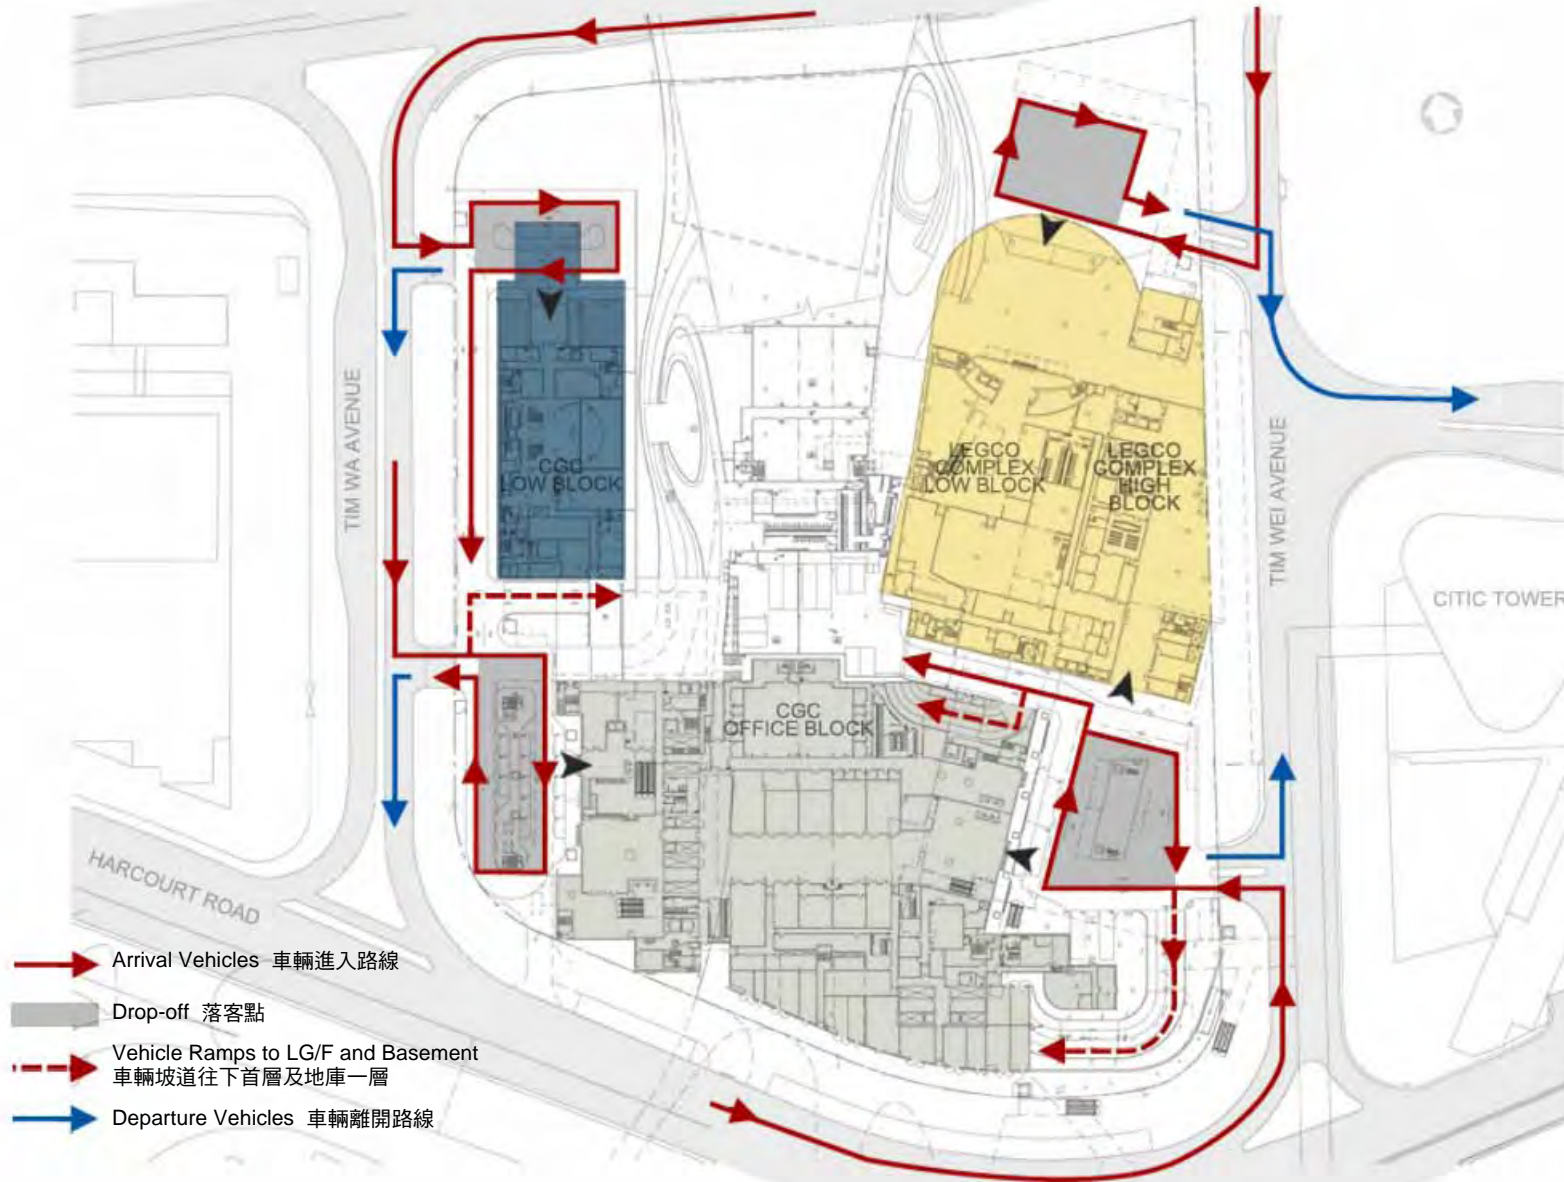 TIM WA AVENUE
CGC
LOW BLOCK
LEGCO
COMPLEX
LOW BLOCK
LEGCO
COMPLEX
HIGH
BLOCK
TIM WEI AVENUE
CITIC TOWER
CGC
OFFICE BLOCK
HARCOURT ROAD
Arrival Vehicles 車輛進入路線
Drop-off 落客點
Vehicle Ramps to LG/F and Basement
車輛坡道往下首層及地庫一層
Departure Vehicles 車輛離開路線